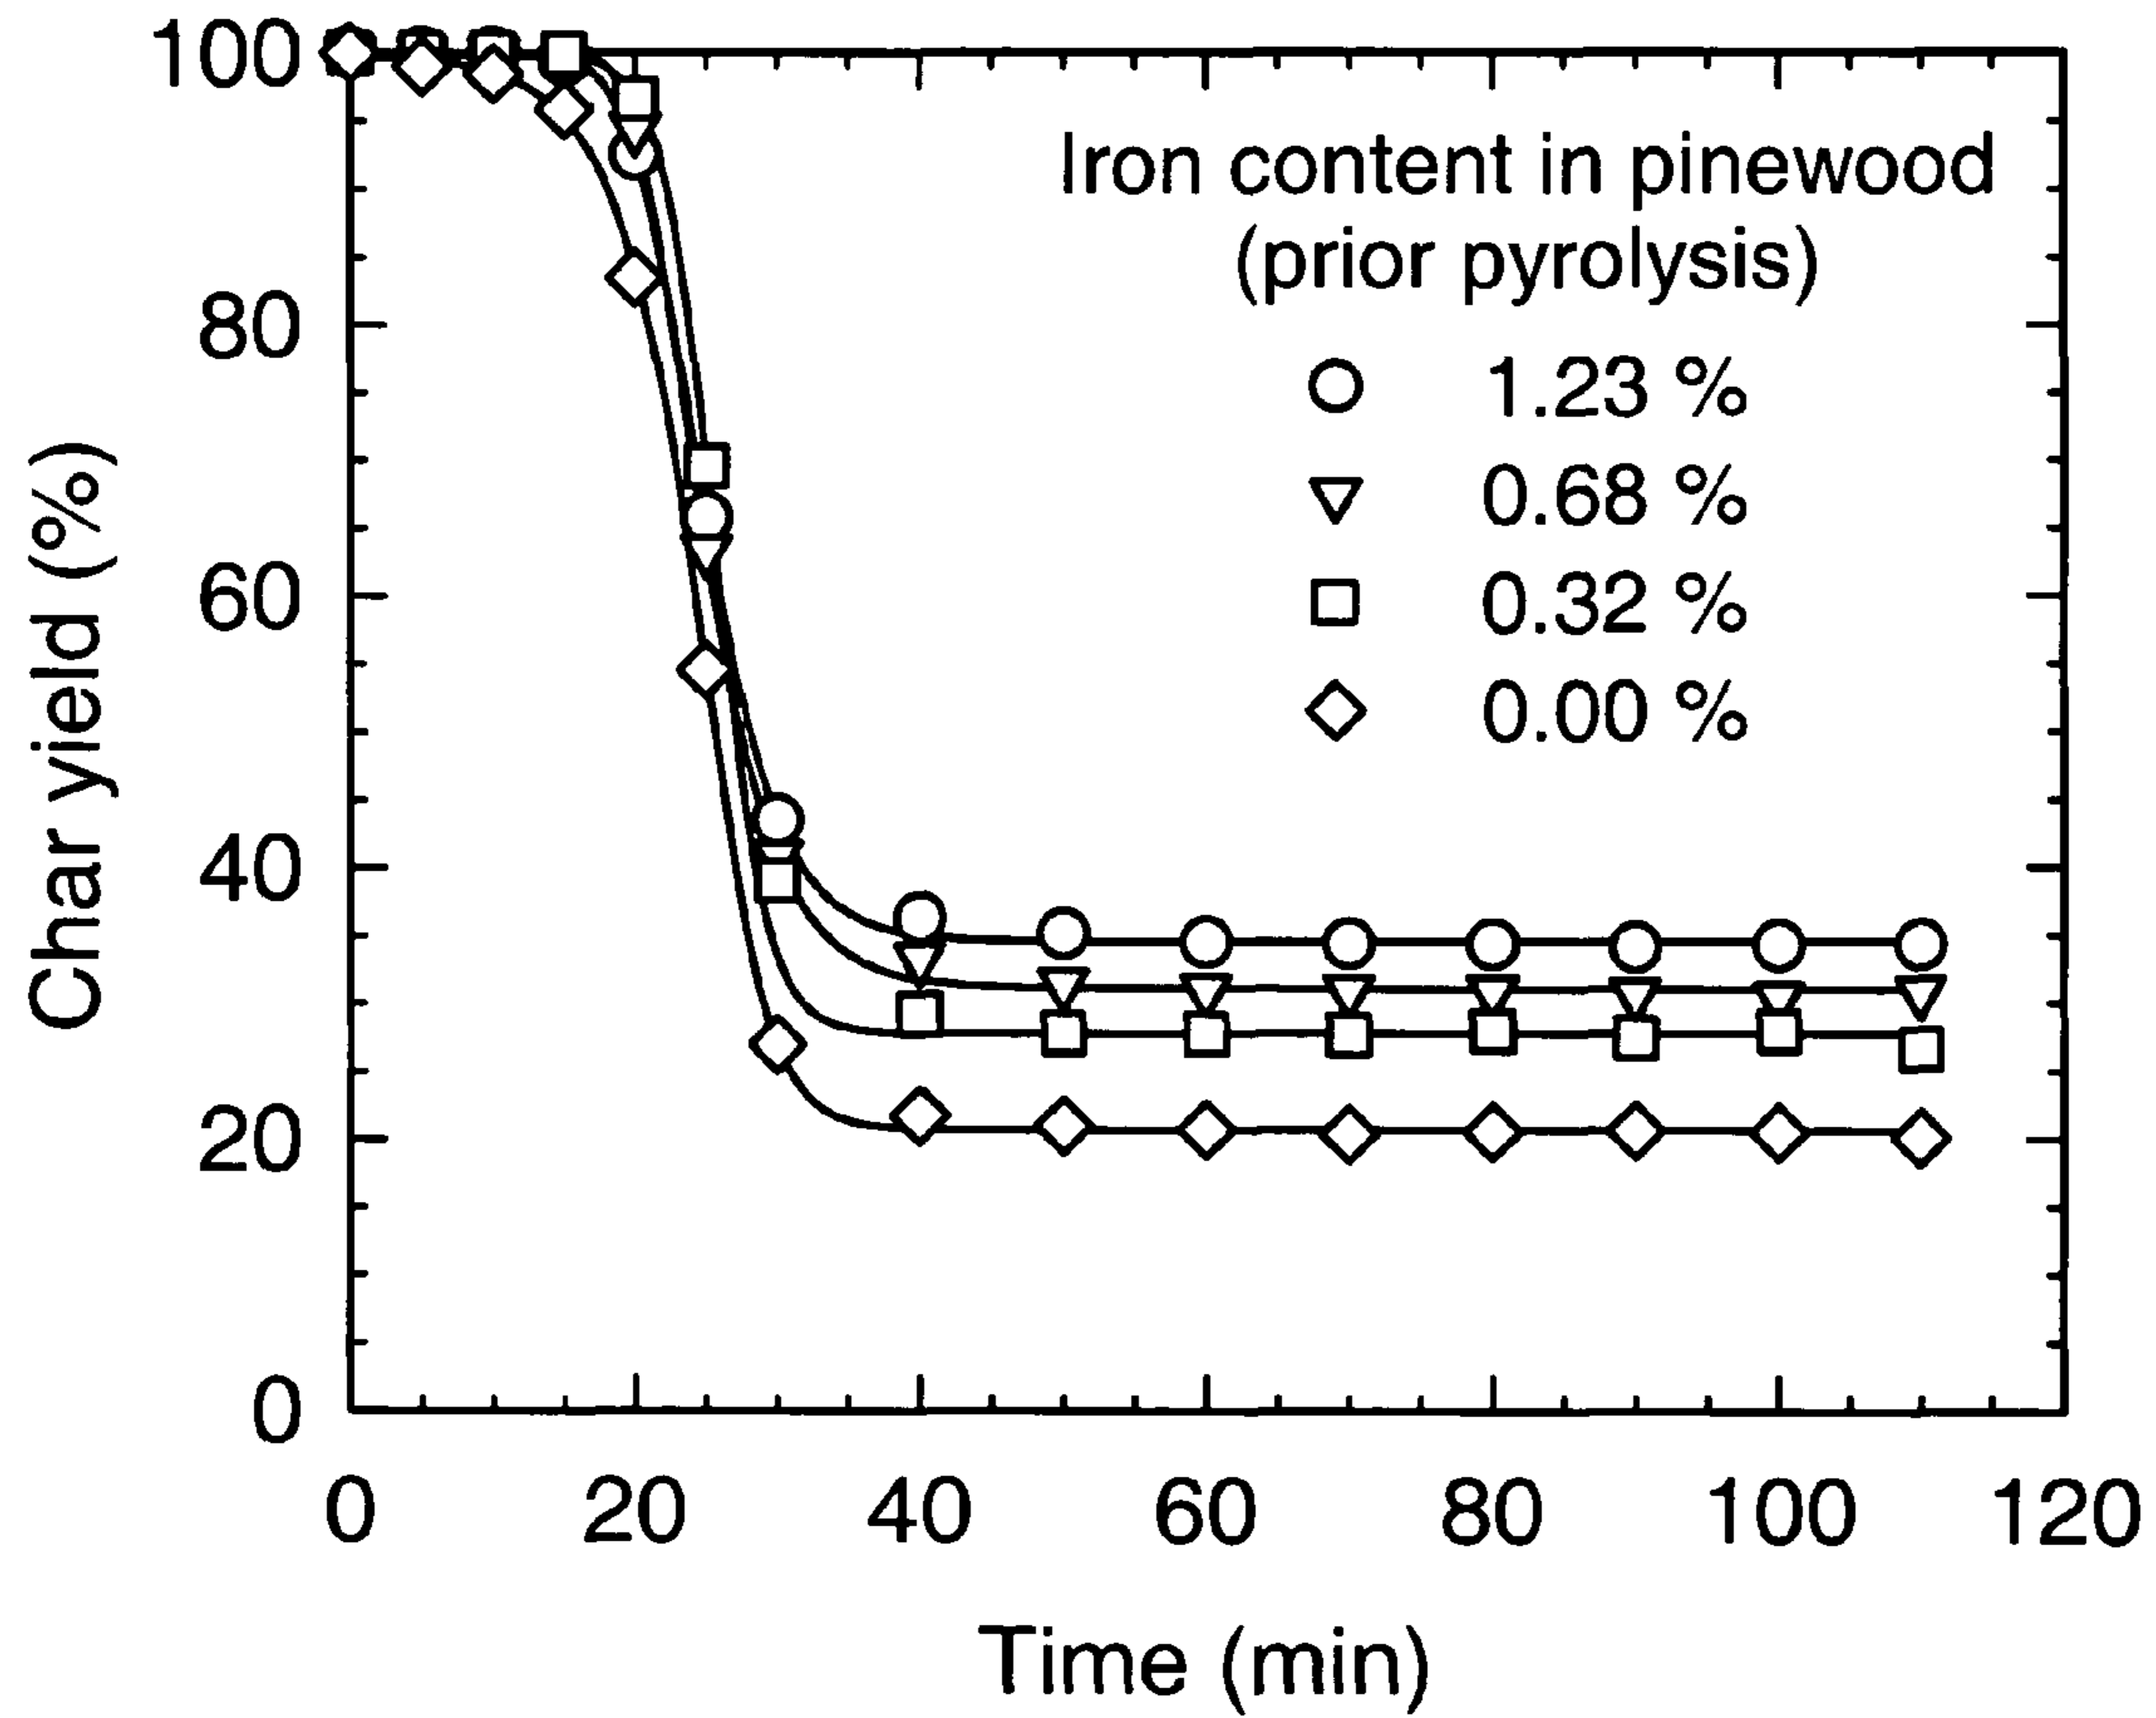 100
80
60
40
20
0
Char yield (%)
Iron content in pinewood
(prior pyrolysis)
1.23 %
0.68 %
0.32 %
0.00 %
0 20 40 60 80 100 120
Time (min)